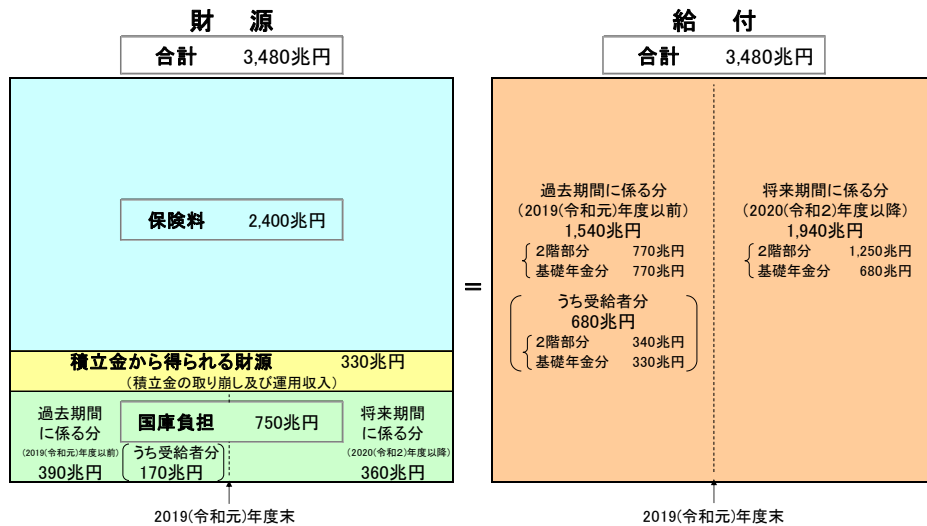 財　源
合計　3,480兆円
保険料　2,400兆円
積立金から得られる財源　330兆円
(積立金の取り崩し及び運用収入)
過去期間
に係る分
(2019(令和元)年度以前)
390兆円
国庫負担　750兆円
うち受給者分
170兆円
将来期間
に係る分
(2020(令和2)年度以降)
360兆円
2019(令和元)年度末
＝
給　付
合計　3,480兆円
過去期間に係る分
(2019(令和元)年度以前)
1,540兆円
2階部分　770兆円
基礎年金分　770兆円
うち受給者分
680兆円
2階部分　340兆円
基礎年金分　330兆円
将来期間に係る分
(2020(令和２)年度以降)
1,940兆円
2階部分　1,250兆円
基礎年金分　680兆円
2019(令和元)年度末